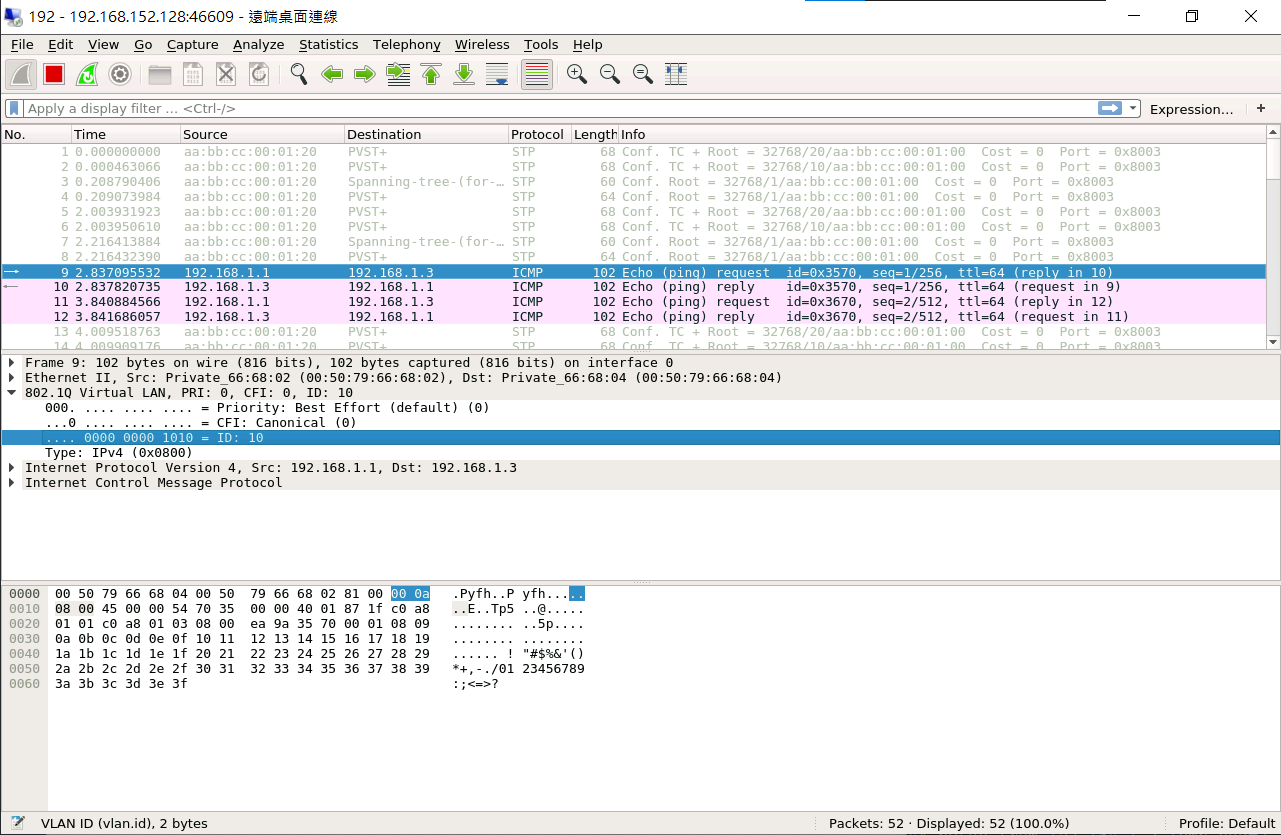 192 - 192.168.152.128:46609 - 遠端桌面連線
File Edit View Go Capture Analyze Statistics Telephony Wireless Tools Help
Apply a display filter ... <Ctrl-/> Expression... +
No. Time Source Destination Protocol Length Info
1 0.000000000 aa:bb:cc:00:01:20 PVST+ STP 68 Conf. TC + Root = 32768/20/aa:bb:cc:00:01:00 Cost = 0 Port = 0x8003
2 0.000463066 aa:bb:cc:00:01:20 PVST+ STP 68 Conf. TC + Root = 32768/10/aa:bb:cc:00:01:00 Cost = 0 Port = 0x8003
3 0.208790406 aa:bb:cc:00:01:20 Spanning-tree-(for-… STP 60 Conf. Root = 32768/1/aa:bb:cc:00:01:00 Cost = 0 Port = 0x8003
4 0.209073984 aa:bb:cc:00:01:20 PVST+ STP 64 Conf. Root = 32768/1/aa:bb:cc:00:01:00 Cost = 0 Port = 0x8003
5 2.003931923 aa:bb:cc:00:01:20 PVST+ STP 68 Conf. TC + Root = 32768/20/aa:bb:cc:00:01:00 Cost = 0 Port = 0x8003
6 2.003950610 aa:bb:cc:00:01:20 PVST+ STP 68 Conf. TC + Root = 32768/10/aa:bb:cc:00:01:00 Cost = 0 Port = 0x8003
7 2.216413884 aa:bb:cc:00:01:20 Spanning-tree-(for-… STP 60 Conf. Root = 32768/1/aa:bb:cc:00:01:00 Cost = 0 Port = 0x8003
8 2.216432390 aa:bb:cc:00:01:20 PVST+ STP 64 Conf. Root = 32768/1/aa:bb:cc:00:01:00 Cost = 0 Port = 0x8003
9 2.837095532 192.168.1.1 192.168.1.3 ICMP 102 Echo (ping) request id=0x3570, seq=1/256, ttl=64 (reply in 10)
10 2.837820735 192.168.1.3 192.168.1.1 ICMP 102 Echo (ping) reply id=0x3570, seq=1/256, ttl=64 (request in 9)
11 3.840884566 192.168.1.1 192.168.1.3 ICMP 102 Echo (ping) request id=0x3670, seq=2/512, ttl=64 (reply in 12)
12 3.841686057 192.168.1.3 192.168.1.1 ICMP 102 Echo (ping) reply id=0x3670, seq=2/512, ttl=64 (request in 11)
13 4.009518763 aa:bb:cc:00:01:20 PVST+ STP 68 Conf. TC + Root = 32768/20/aa:bb:cc:00:01:00 Cost = 0 Port = 0x8003
14 4.009909176 aa:bb:cc:00:01:20 PVST+ STP 68 Conf. TC + Root = 32768/10/aa:bb:cc:00:01:00 Cost = 0 Port = 0x8003
Frame 9: 102 bytes on wire (816 bits), 102 bytes captured (816 bits) on interface 0
Ethernet II, Src: Private_66:68:02 (00:50:79:66:68:02), Dst: Private_66:68:04 (00:50:79:66:68:04)
802.1Q Virtual LAN, PRI: 0, CFI: 0, ID: 10
000. .... .... .... = Priority: Best Effort (default) (0)
...0 .... .... .... = CFI: Canonical (0)
.... 0000 0000 1010 = ID: 10
Type: IPv4 (0x0800)
Internet Protocol Version 4, Src: 192.168.1.1, Dst: 192.168.1.3
Internet Control Message Protocol
0000 00 50 79 66 68 04 00 50 79 66 68 02 81 00 00 0a .Pyfh..P yfh.....
0010 08 00 45 00 00 54 70 35 00 00 40 01 87 1f c0 a8 ..E..Tp5 ..@.....
0020 01 01 c0 a8 01 03 08 00 ea 9a 35 70 00 01 08 09 ........ ..5p....
0030 0a 0b 0c 0d 0e 0f 10 11 12 13 14 15 16 17 18 19 ........ ........
0040 1a 1b 1c 1d 1e 1f 20 21 22 23 24 25 26 27 28 29 ...... ! "#$%&'()
0050 2a 2b 2c 2d 2e 2f 30 31 32 33 34 35 36 37 38 39 *+,-./01 23456789
0060 3a 3b 3c 3d 3e 3f :;<=>?
VLAN ID (vlan.id), 2 bytes Packets: 52 · Displayed: 52 (100.0%) Profile: Default